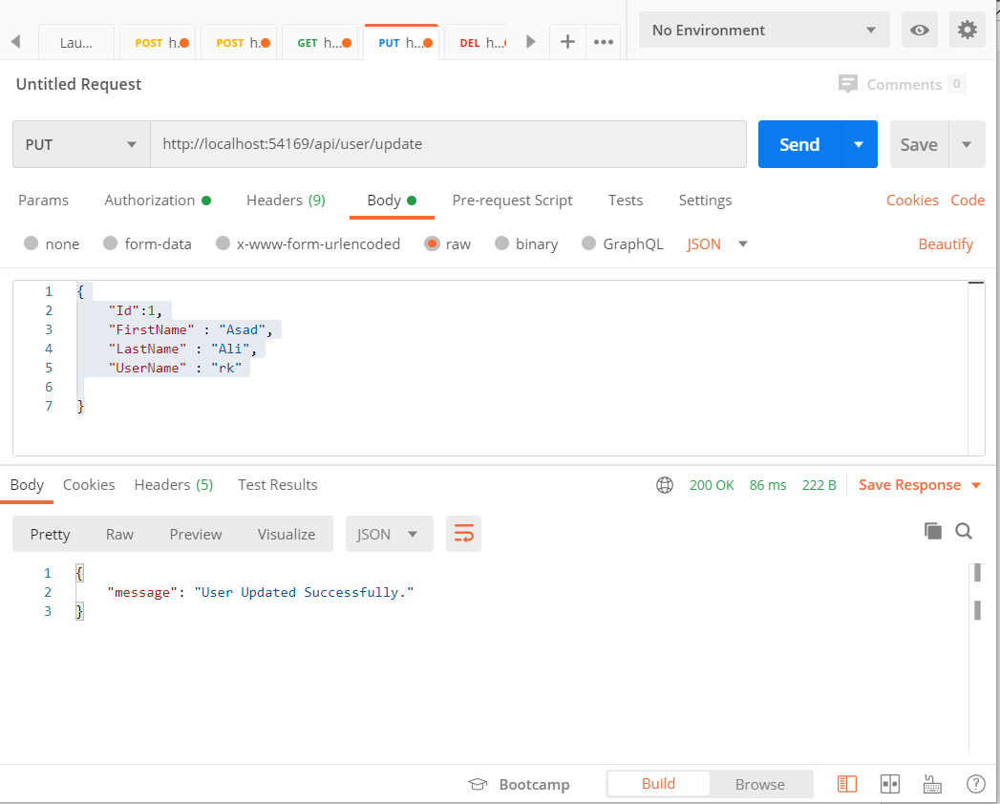 Lau... POST h. POST h. GET h... PUT h... DEL h... No Environment
Untitled Request Comments 0
PUT http://localhost:54169/api/user/update Send Save
Params Authorization Headers (9) Body Pre-request Script Tests Settings Cookies Code
none form-data x-www-form-urlencoded raw binary GraphQL JSON Beautify
1 {
2 "Id":1,
3 "FirstName" : "Asad",
4 "LastName" : "Ali",
5 "UserName" : "rk"
6
7 }
Body Cookies Headers (5) Test Results 200 OK 86 ms 222 B Save Response
Pretty Raw Preview Visualize JSON
1 {
2 "message": "User Updated Successfully."
3 }
Bootcamp Build Browse ?